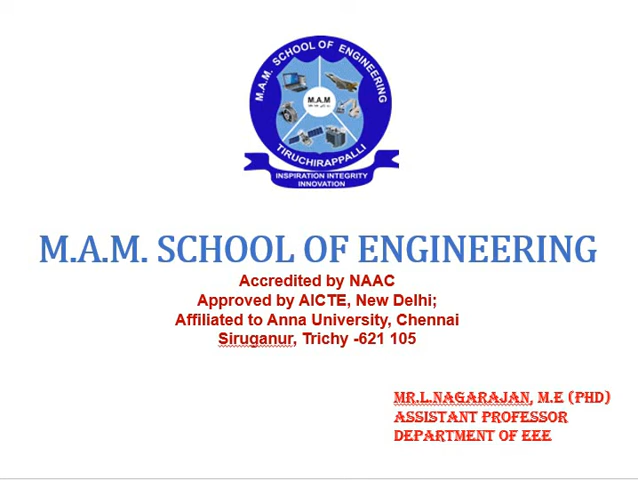 M.A.M. SCHOOL OF ENGINEERING
M.A.M
TIRUCHIRAPPALLI
INSPIRATION INTEGRITY
INNOVATION
M.A.M. SCHOOL OF ENGINEERING
Accredited by NAAC
Approved by AICTE, New Delhi;
Affiliated to Anna University, Chennai
Siruganur, Trichy -621 105
MR.L.NAGARAJAN, M.E (PHD)
ASSISTANT PROFESSOR
DEPARTMENT OF EEE